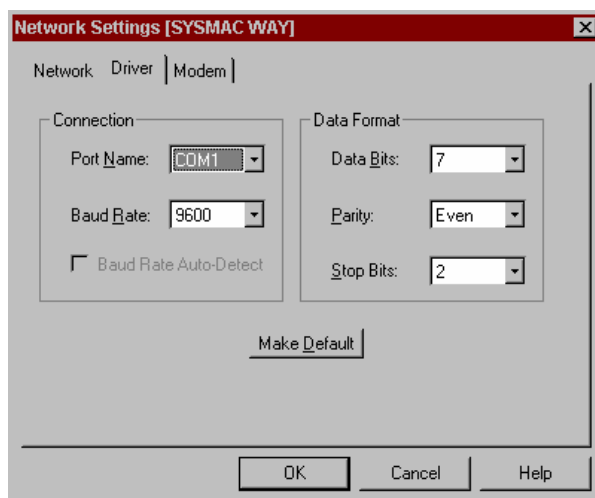 Network Settings [SYSMAC WAY]
Network Driver Modem
Connection
Port Name: COM1
Baud Rate: 9600
Baud Rate Auto-Detect
Data Format
Data Bits: 7
Parity: Even
Stop Bits: 2
Make Default
OK Cancel Help